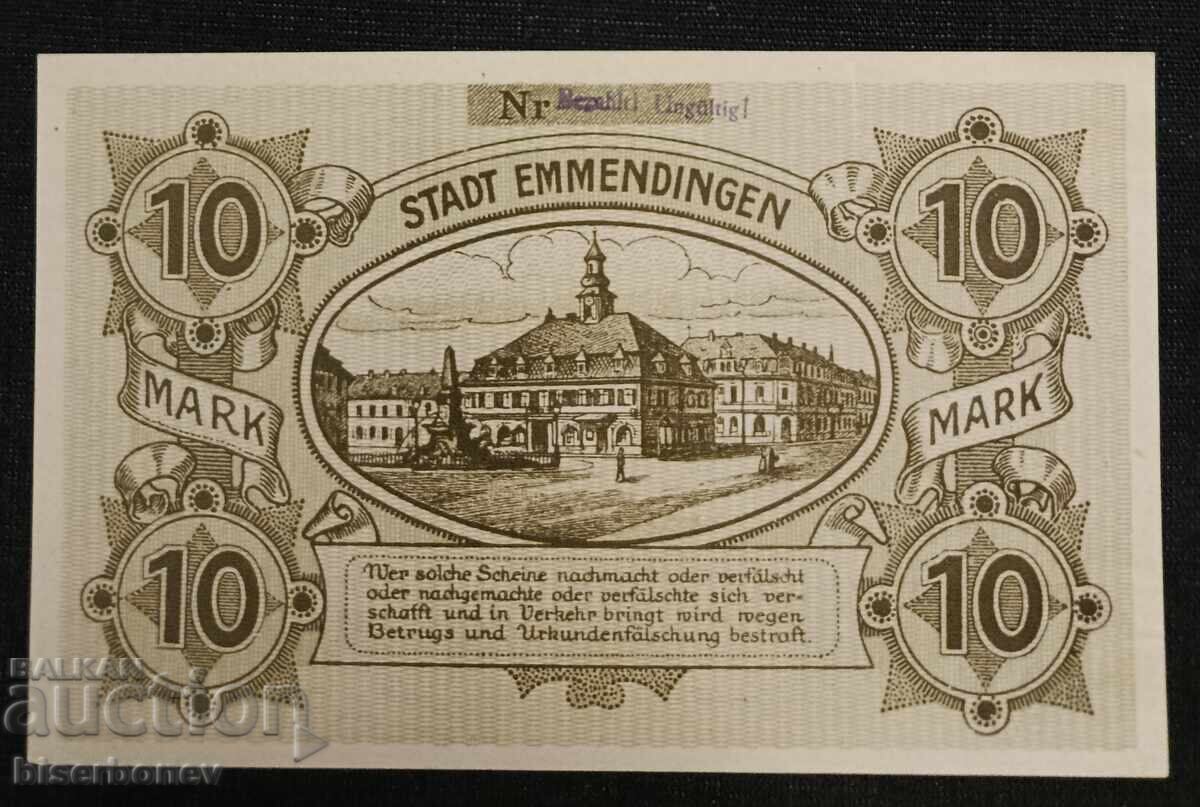 Nr Bezahlt! Ungültig!
STADT EMMENDINGEN
10 10
MARK MARK
10 10
Wer solche Scheine nachmacht oder verfälscht
oder nachgemachte oder verfälschte sich ver-
schafft und in Verkehr bringt wird wegen
Betrugs und Urkundenfälschung bestraft.
BALKAN
auction
biserbonev